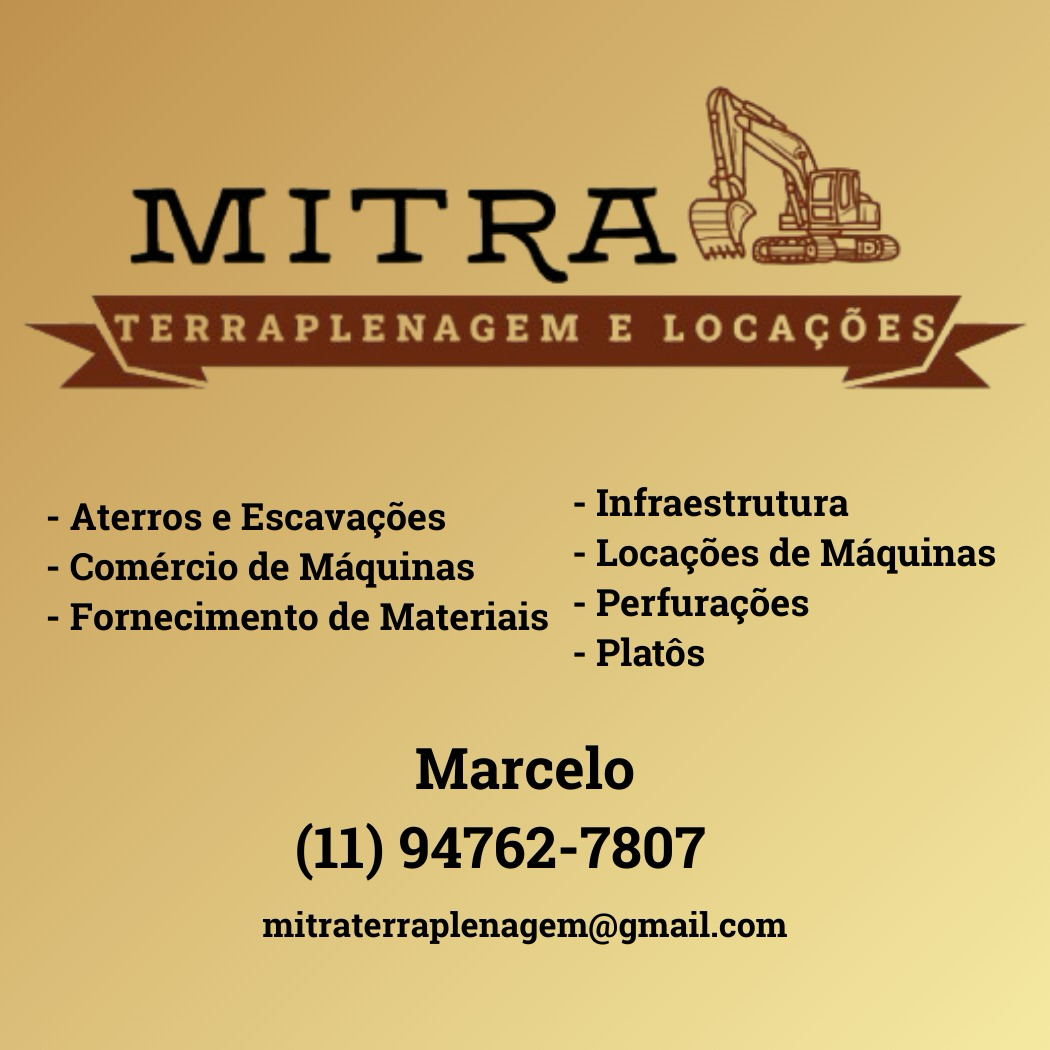 MITRA
TERRAPLENAGEM E LOCAÇÕES
- Aterros e Escavações
- Comércio de Máquinas
- Fornecimento de Materiais
- Infraestrutura
- Locações de Máquinas
- Perfurações
- Platôs
Marcelo
(11) 94762-7807
mitraterraplenagem@gmail.com